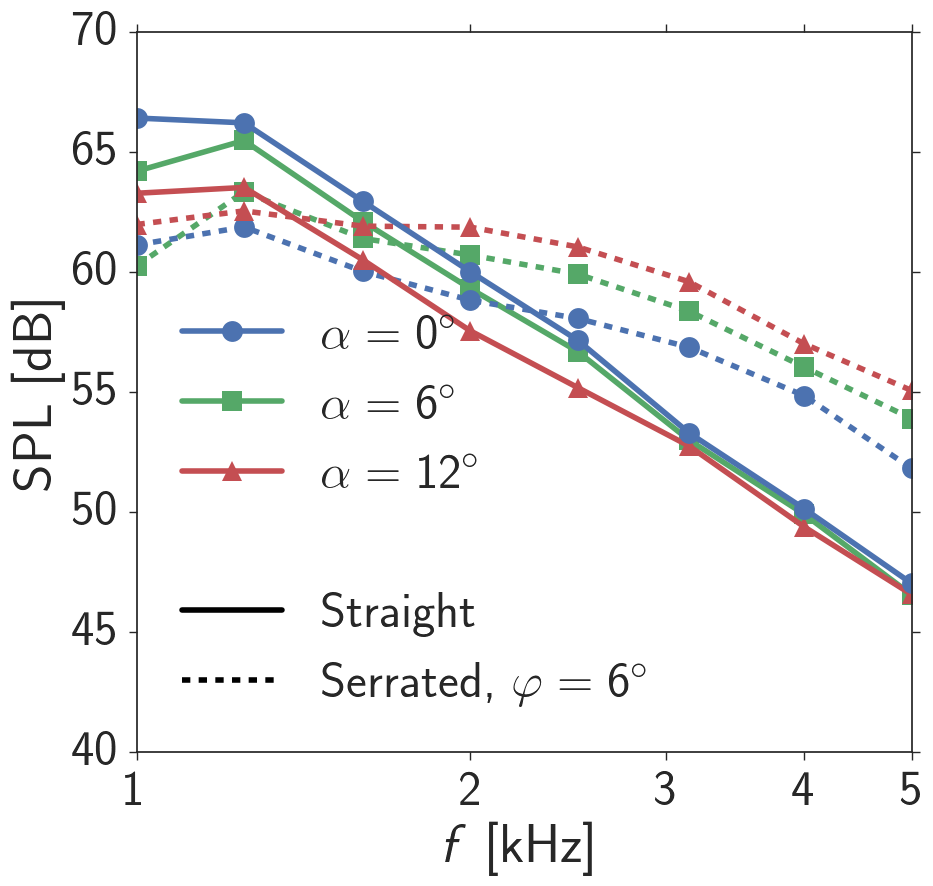 70
65
60
55
50
45
40
SPL [dB]
α = 0°
α = 6°
α = 12°
Straight
Serrated, φ = 6°
1 2 3 4 5
f [kHz]